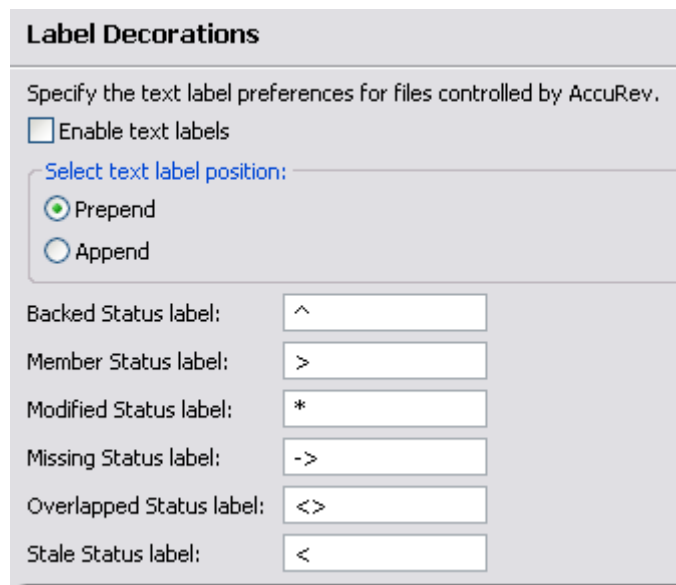 Label Decorations
Specify the text label preferences for files controlled by AccuRev.
Enable text labels
Select text label position:
Prepend
Append
Backed Status label: ^
Member Status label: >
Modified Status label: *
Missing Status label: ->
Overlapped Status label: <>
Stale Status label: <